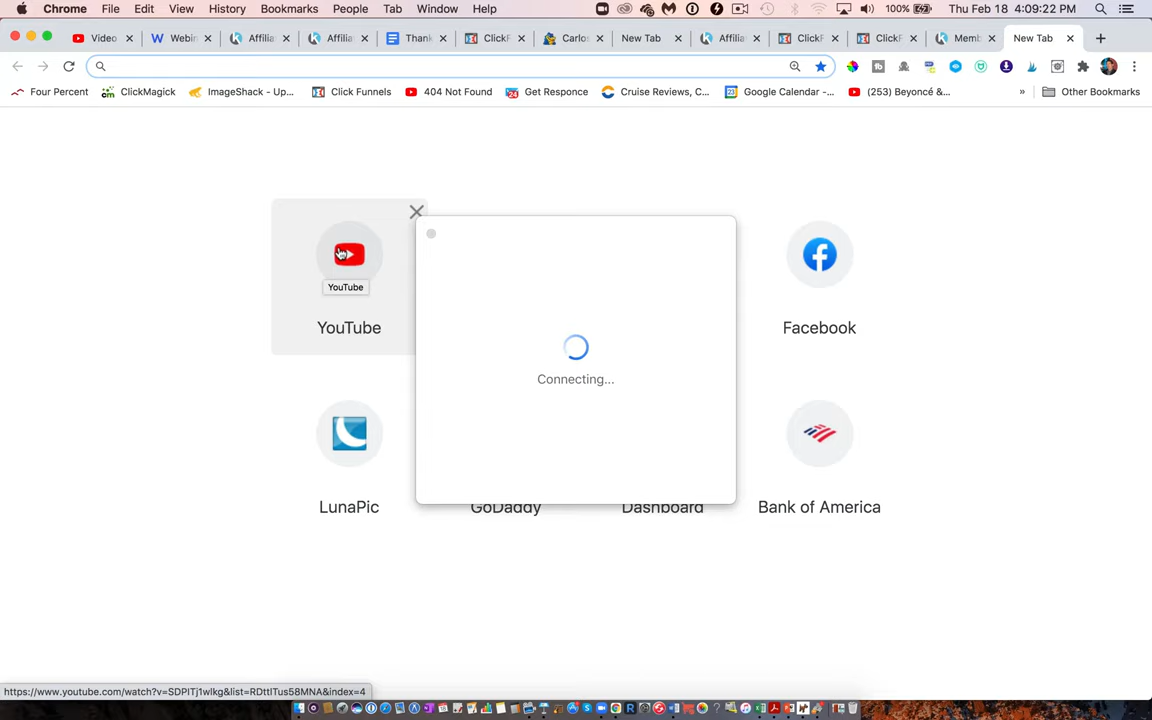 Chrome File Edit View History Bookmarks People Tab Window Help 100% Thu Feb 18 4:09:22 PM
Video Webin Affilia Affilia Thank ClickF Carlos New Tab Affilia ClickF ClickF Memb New Tab
Four Percent ClickMagick ImageShack - Up... Click Funnels 404 Not Found Get Responce Cruise Reviews, C... Google Calendar -... (253) Beyoncé &... » Other Bookmarks
YouTube
YouTube Facebook
Connecting...
LunaPic GoDaddy Dashboard Bank of America
https://www.youtube.com/watch?v=SDPITj1wlkg&list=RDttITus58MNA&index=4